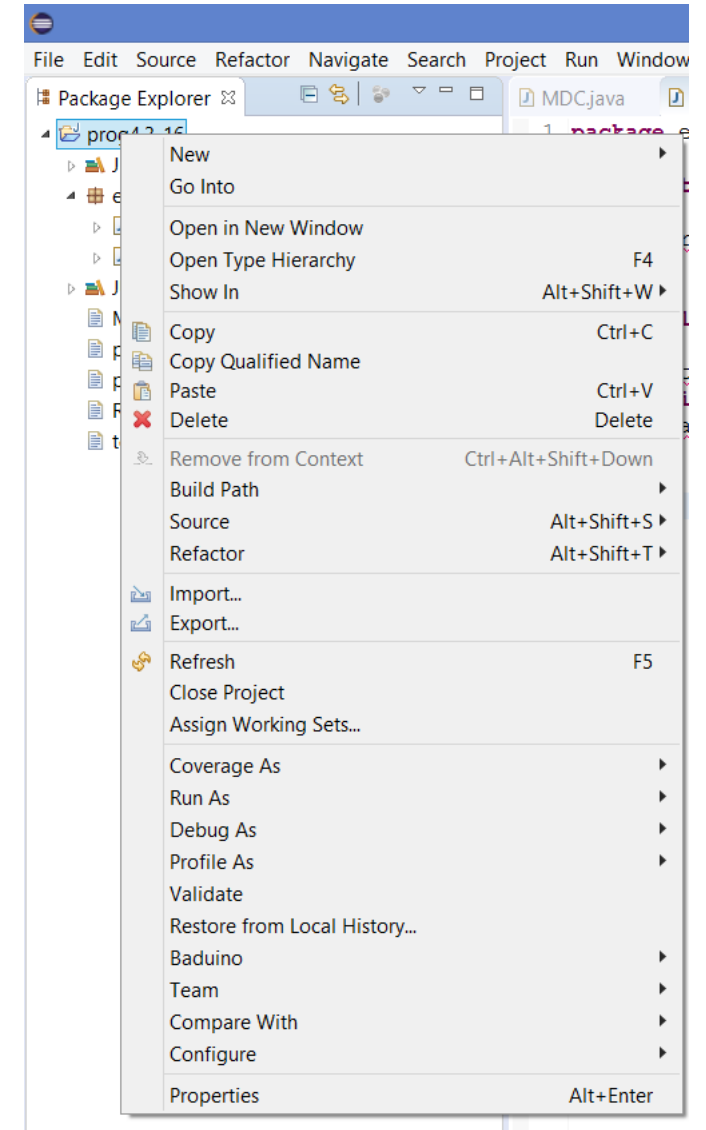 File Edit Source Refactor Navigate Search Project Run Window
Package Explorer
MDC.java
prog4.2_16
1 package
New
Go Into
Open in New Window
Open Type Hierarchy F4
Show In Alt+Shift+W
Copy Ctrl+C
Copy Qualified Name
Paste Ctrl+V
Delete Delete
Remove from Context Ctrl+Alt+Shift+Down
Build Path
Source Alt+Shift+S
Refactor Alt+Shift+T
Import...
Export...
Refresh F5
Close Project
Assign Working Sets...
Coverage As
Run As
Debug As
Profile As
Validate
Restore from Local History...
Baduino
Team
Compare With
Configure
Properties Alt+Enter